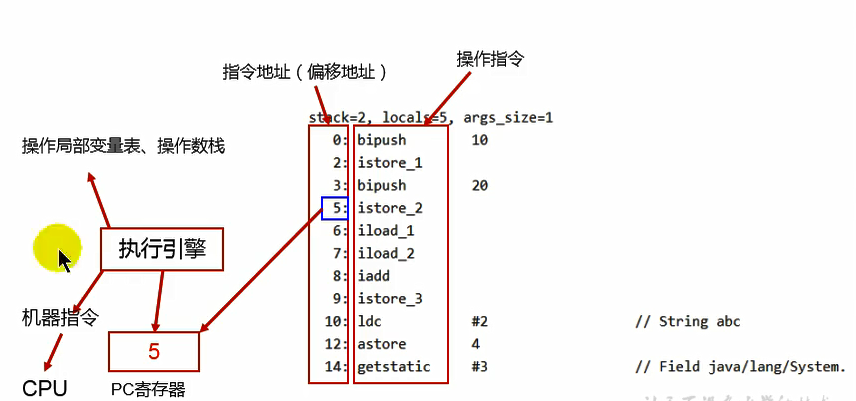 操作指令
指令地址（偏移地址）
stack=2, locals=5, args_size=1
操作局部变量表、操作数栈
0: bipush 10
2: istore_1
3: bipush 20
5: istore_2
6: iload_1
7: iload_2
8: iadd
9: istore_3
10: ldc #2 // String abc
12: astore 4
14: getstatic #3 // Field java/lang/System.
执行引擎
机器指令
5
CPU
PC寄存器